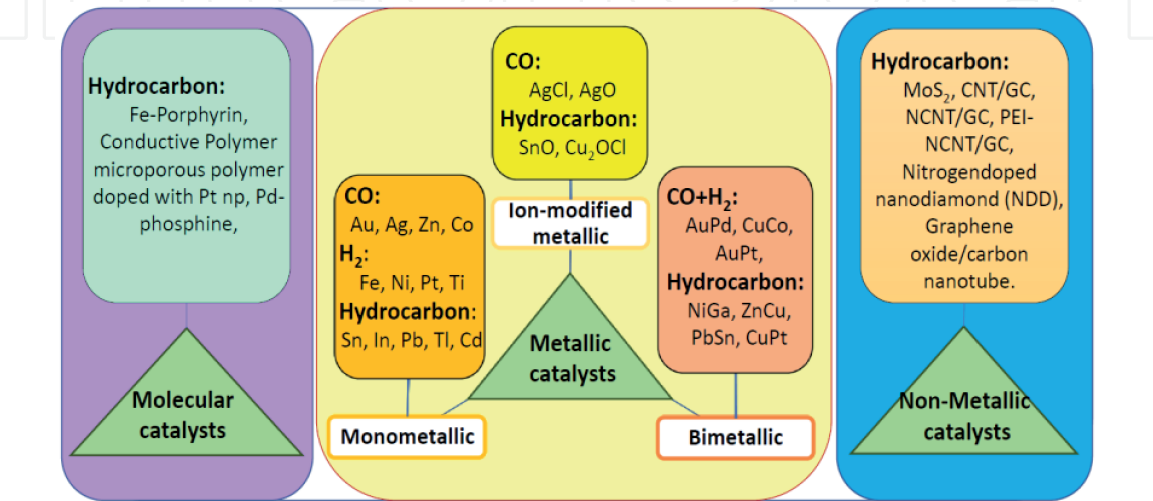 Hydrocarbon:
Fe-Porphyrin,
Conductive Polymer
microporous polymer
doped with Pt np, Pd-
phosphine,
Molecular
catalysts
CO:
AgCl, AgO
Hydrocarbon:
SnO, Cu₂OCl
Ion-modified
metallic
CO:
Au, Ag, Zn, Co
H₂:
Fe, Ni, Pt, Ti
Hydrocarbon:
Sn, In, Pb, Tl, Cd
Monometallic
Metallic
catalysts
CO+H₂:
AuPd, CuCo,
AuPt,
Hydrocarbon:
NiGa, ZnCu,
PbSn, CuPt
Bimetallic
Hydrocarbon:
MoS₂, CNT/GC,
NCNT/GC, PEI-
NCNT/GC,
Nitrogendoped
nanodiamond (NDD),
Graphene
oxide/carbon
nanotube.
Non-Metallic
catalysts